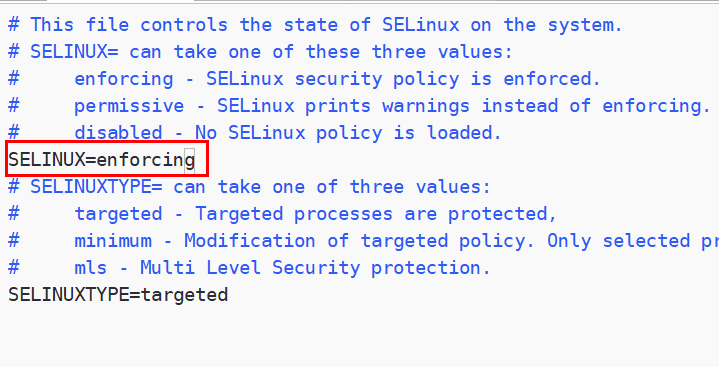 # This file controls the state of SELinux on the system.
# SELINUX= can take one of these three values:
#     enforcing - SELinux security policy is enforced.
#     permissive - SELinux prints warnings instead of enforcing.
#     disabled - No SELinux policy is loaded.
SELINUX=enforcing
# SELINUXTYPE= can take one of three values:
#     targeted - Targeted processes are protected,
#     minimum - Modification of targeted policy. Only selected pr
#     mls - Multi Level Security protection.
SELINUXTYPE=targeted